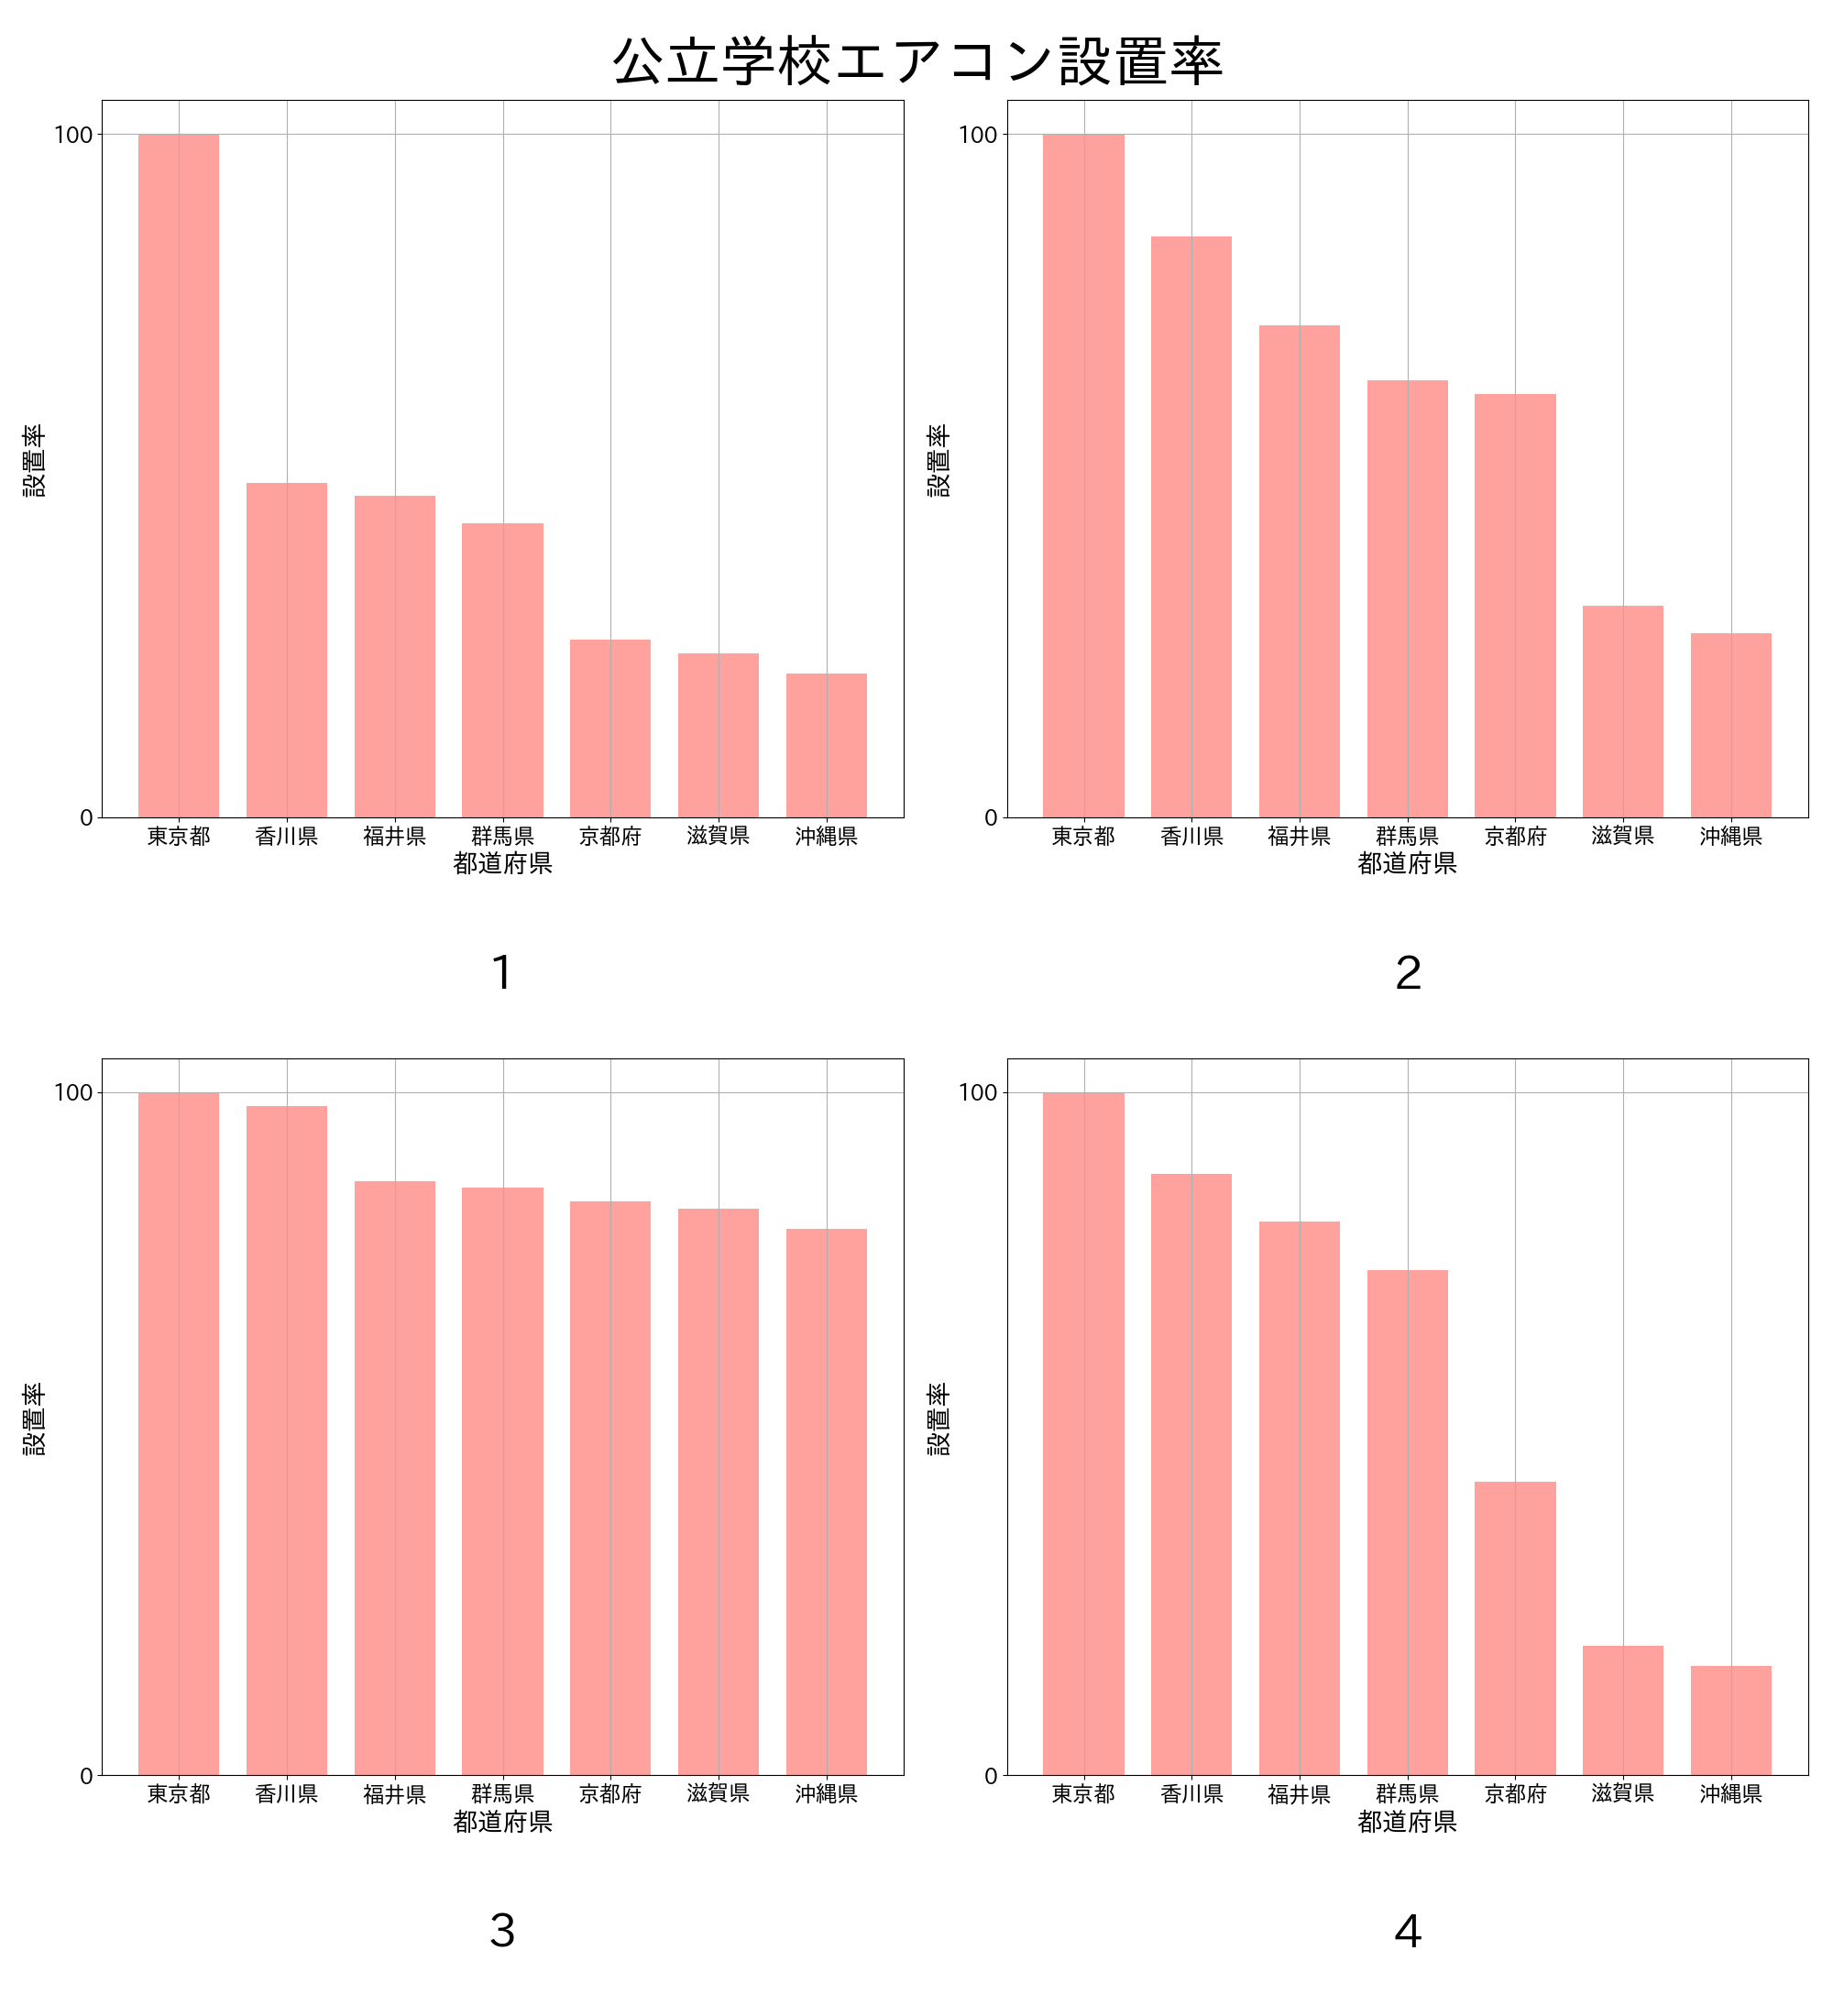 公立学校エアコン設置率
100
0
設置率
東京都 香川県 福井県 群馬県 京都府 滋賀県 沖縄県
都道府県
1
100
0
設置率
東京都 香川県 福井県 群馬県 京都府 滋賀県 沖縄県
都道府県
2
100
0
設置率
東京都 香川県 福井県 群馬県 京都府 滋賀県 沖縄県
都道府県
3
100
0
設置率
東京都 香川県 福井県 群馬県 京都府 滋賀県 沖縄県
都道府県
4